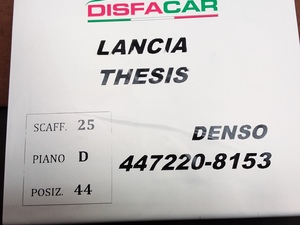 DISFACAR
LANCIA
THESIS
SCAFF. 25
PIANO D
POSIZ. 44
DENSO
447220-8153